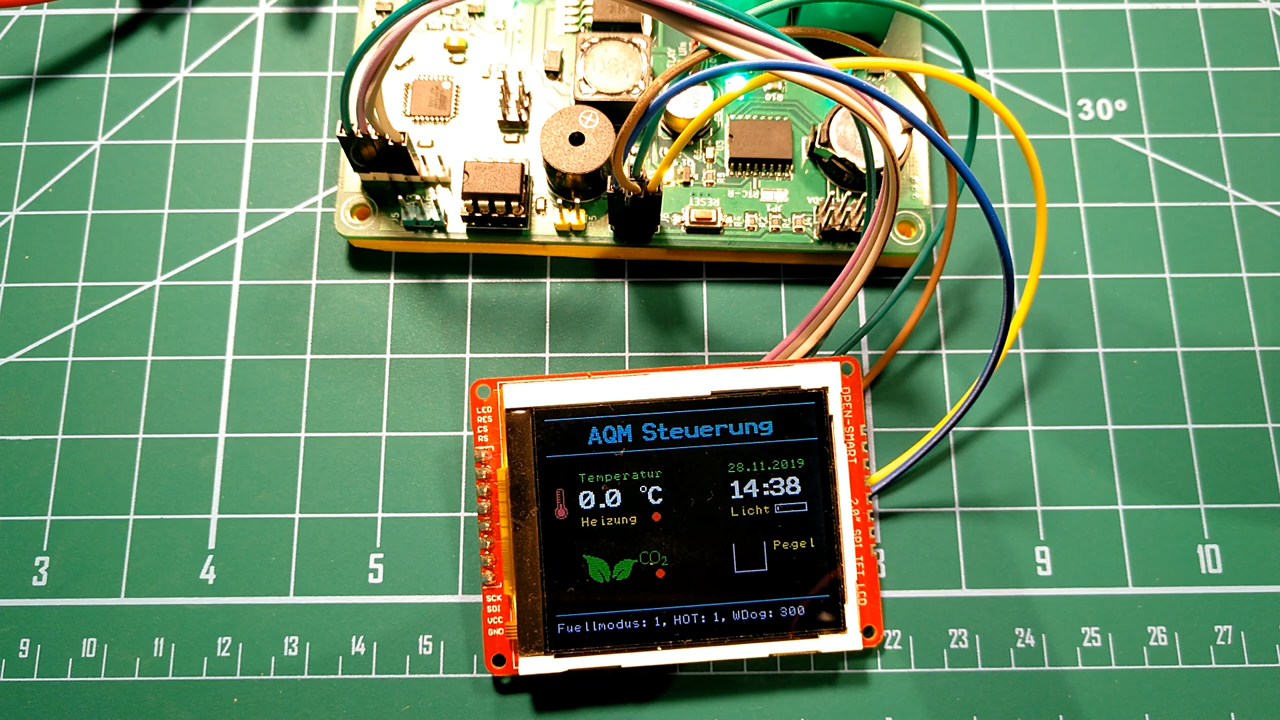 30°
RESET
RTC-R
R10
LED
RES
CS
RS
OPEN-SMART
AQM Steuerung
Temperatur
28.11.2019
0.0 °C
14:38
Heizung
Licht
CO2
Pegel
Fuellmodus: 1, HOT: 1, WDog: 300
SCK
SDI
VCC
GND
2.0" SPI TFT LCD
3
4
5
9
10
9
10
11
12
13
14
15
22
23
24
25
26
27